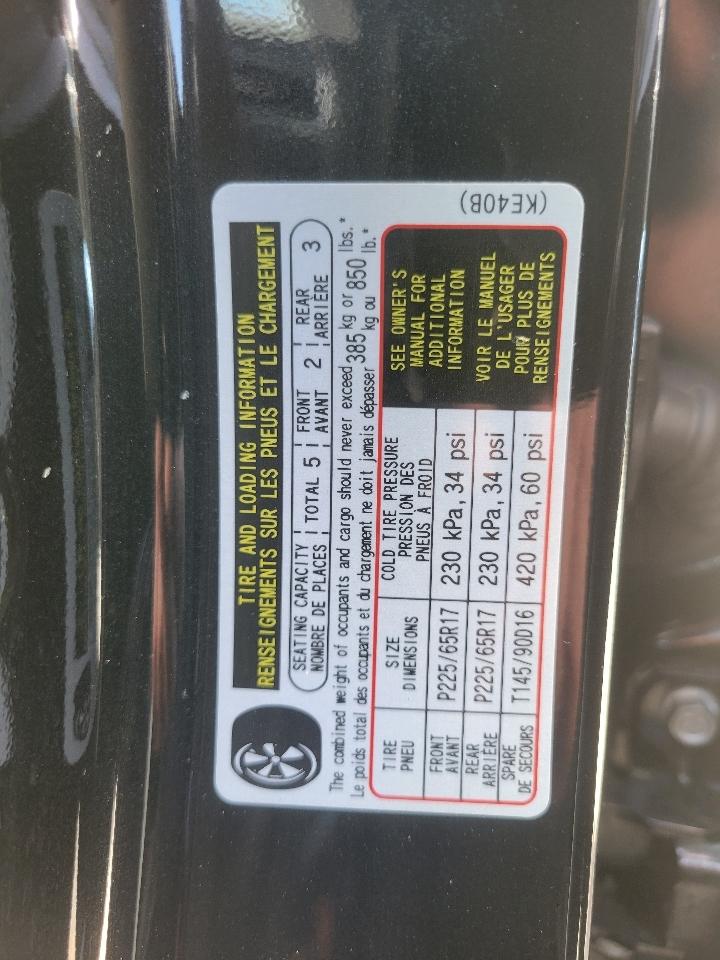 TIRE AND LOADING INFORMATION
RENSEIGNEMENTS SUR LES PNEUS ET LE CHARGEMENT
SEATING CAPACITY TOTAL 5 FRONT 2 REAR 3
NOMBRE DE PLACES AVANT ARRIÈRE
The combined weight of occupants and cargo should never exceed 385 kg or 850 lbs.*
Le poids total des occupants et du chargement ne doit jamais dépasser kg ou lb.*
TIRE SIZE COLD TIRE PRESSURE
PNEU DIMENSIONS PRESSION DES
PNEUS À FROID
FRONT P225/65R17 230 kPa, 34 psi
AVANT
REAR P225/65R17 230 kPa, 34 psi
ARRIÈRE
SPARE T145/90D16 420 kPa, 60 psi
DE SECOURS
SEE OWNER'S
MANUAL FOR
ADDITIONAL
INFORMATION
VOIR LE MANUEL
DE L'USAGER
POUR PLUS DE
RENSEIGNEMENTS
(KE40B)